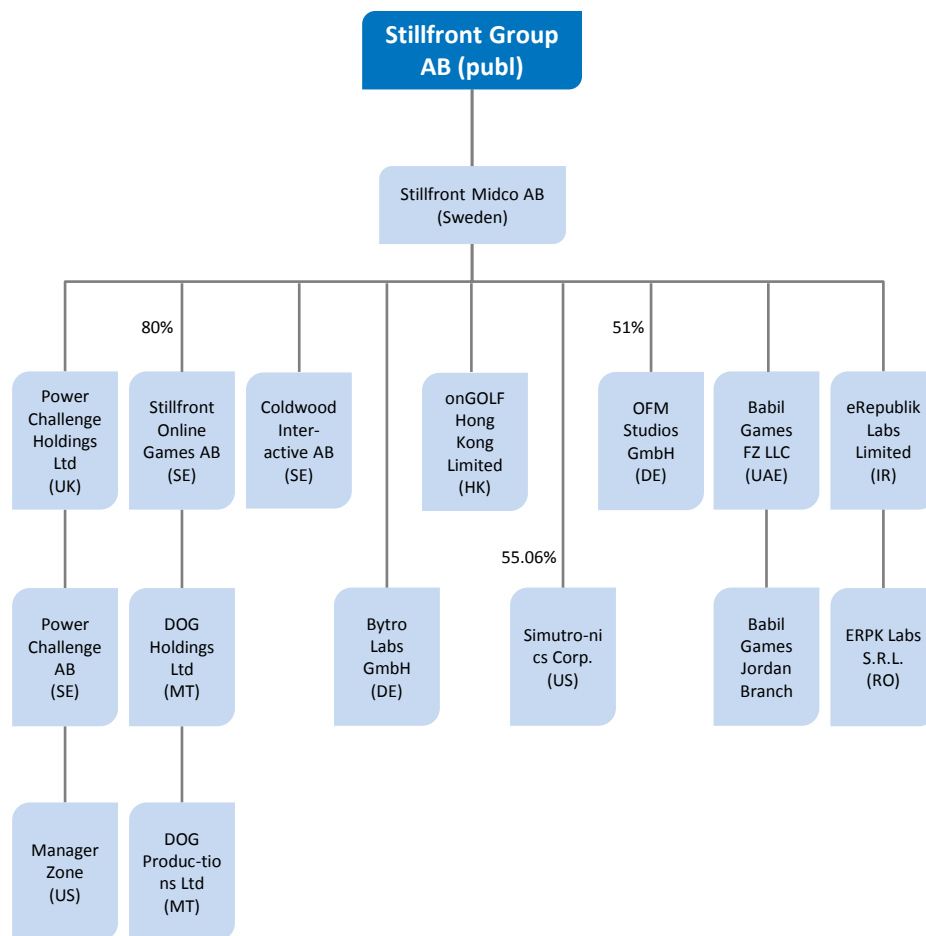 Stillfront Group
AB (publ)
Stillfront Midco AB
(Sweden)
80%
51%
Power
Challenge
Holdings
Ltd
(UK)
Stillfront
Online
Games AB
(SE)
Coldwood
Inter-
active AB
(SE)
onGOLF
Hong
Kong
Limited
(HK)
OFM
Studios
GmbH
(DE)
Babil
Games
FZ LLC
(UAE)
eRepublik
Labs
Limited
(IR)
55.06%
Power
Challenge
AB
(SE)
DOG
Holdings
Ltd
(MT)
Bytro
Labs
GmbH
(DE)
Simutro-ni
cs Corp.
(US)
Babil
Games
Jordan
Branch
ERPK Labs
S.R.L.
(RO)
Manager
Zone
(US)
DOG
Produc-tio
ns Ltd
(MT)